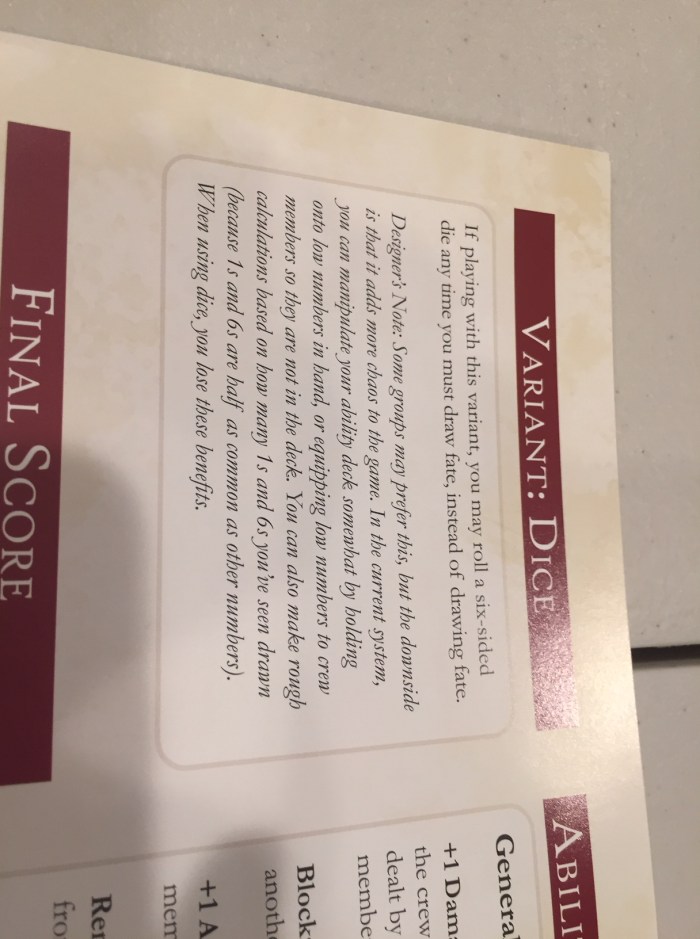 VARIANT: DICE
If playing with this variant, you may roll a six-sided
die any time you must draw fate, instead of drawing fate.
Designer's Note: Some groups may prefer this, but the downside
is that it adds more chaos to the game. In the current system,
you can manipulate your ability deck somewhat by holding
onto low numbers in hand, or equipping low numbers to crew
members so they are not in the deck. You can also make rough
calculations based on how many 1s and 6s you've seen drawn
(because 1s and 6s are half as common as other numbers).
When using dice, you lose these benefits.
FINAL SCORE
ABILI
General
+1 Dama
the crew
dealt by
membe
Block
anoth
+1 A
mem
Rer
fro